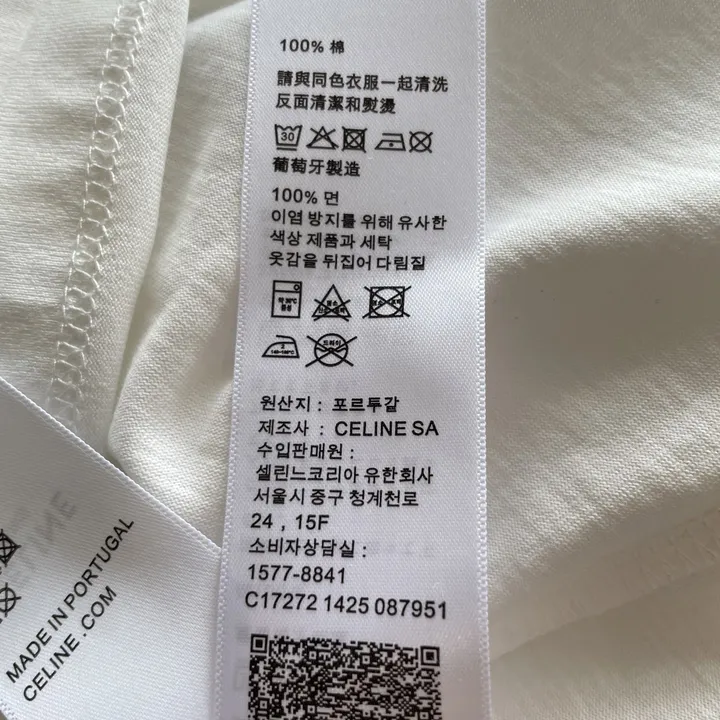 100% 棉
請與同色衣服一起清洗
反面清潔和熨燙
30
葡萄牙製造
100% 면
이염 방지를 위해 유사한
색상 제품과 세탁
옷감을 뒤집어 다림질
약 30℃
중성
원산지 : 포르투갈
제조사 : CELINE SA
수입판매원 :
셀린느코리아 유한회사
서울시 중구 청계천로
24 , 15F
소비자상담실 :
1577-8841
C17272 1425 087951
MADE IN PORTUGAL
CELINE .COM